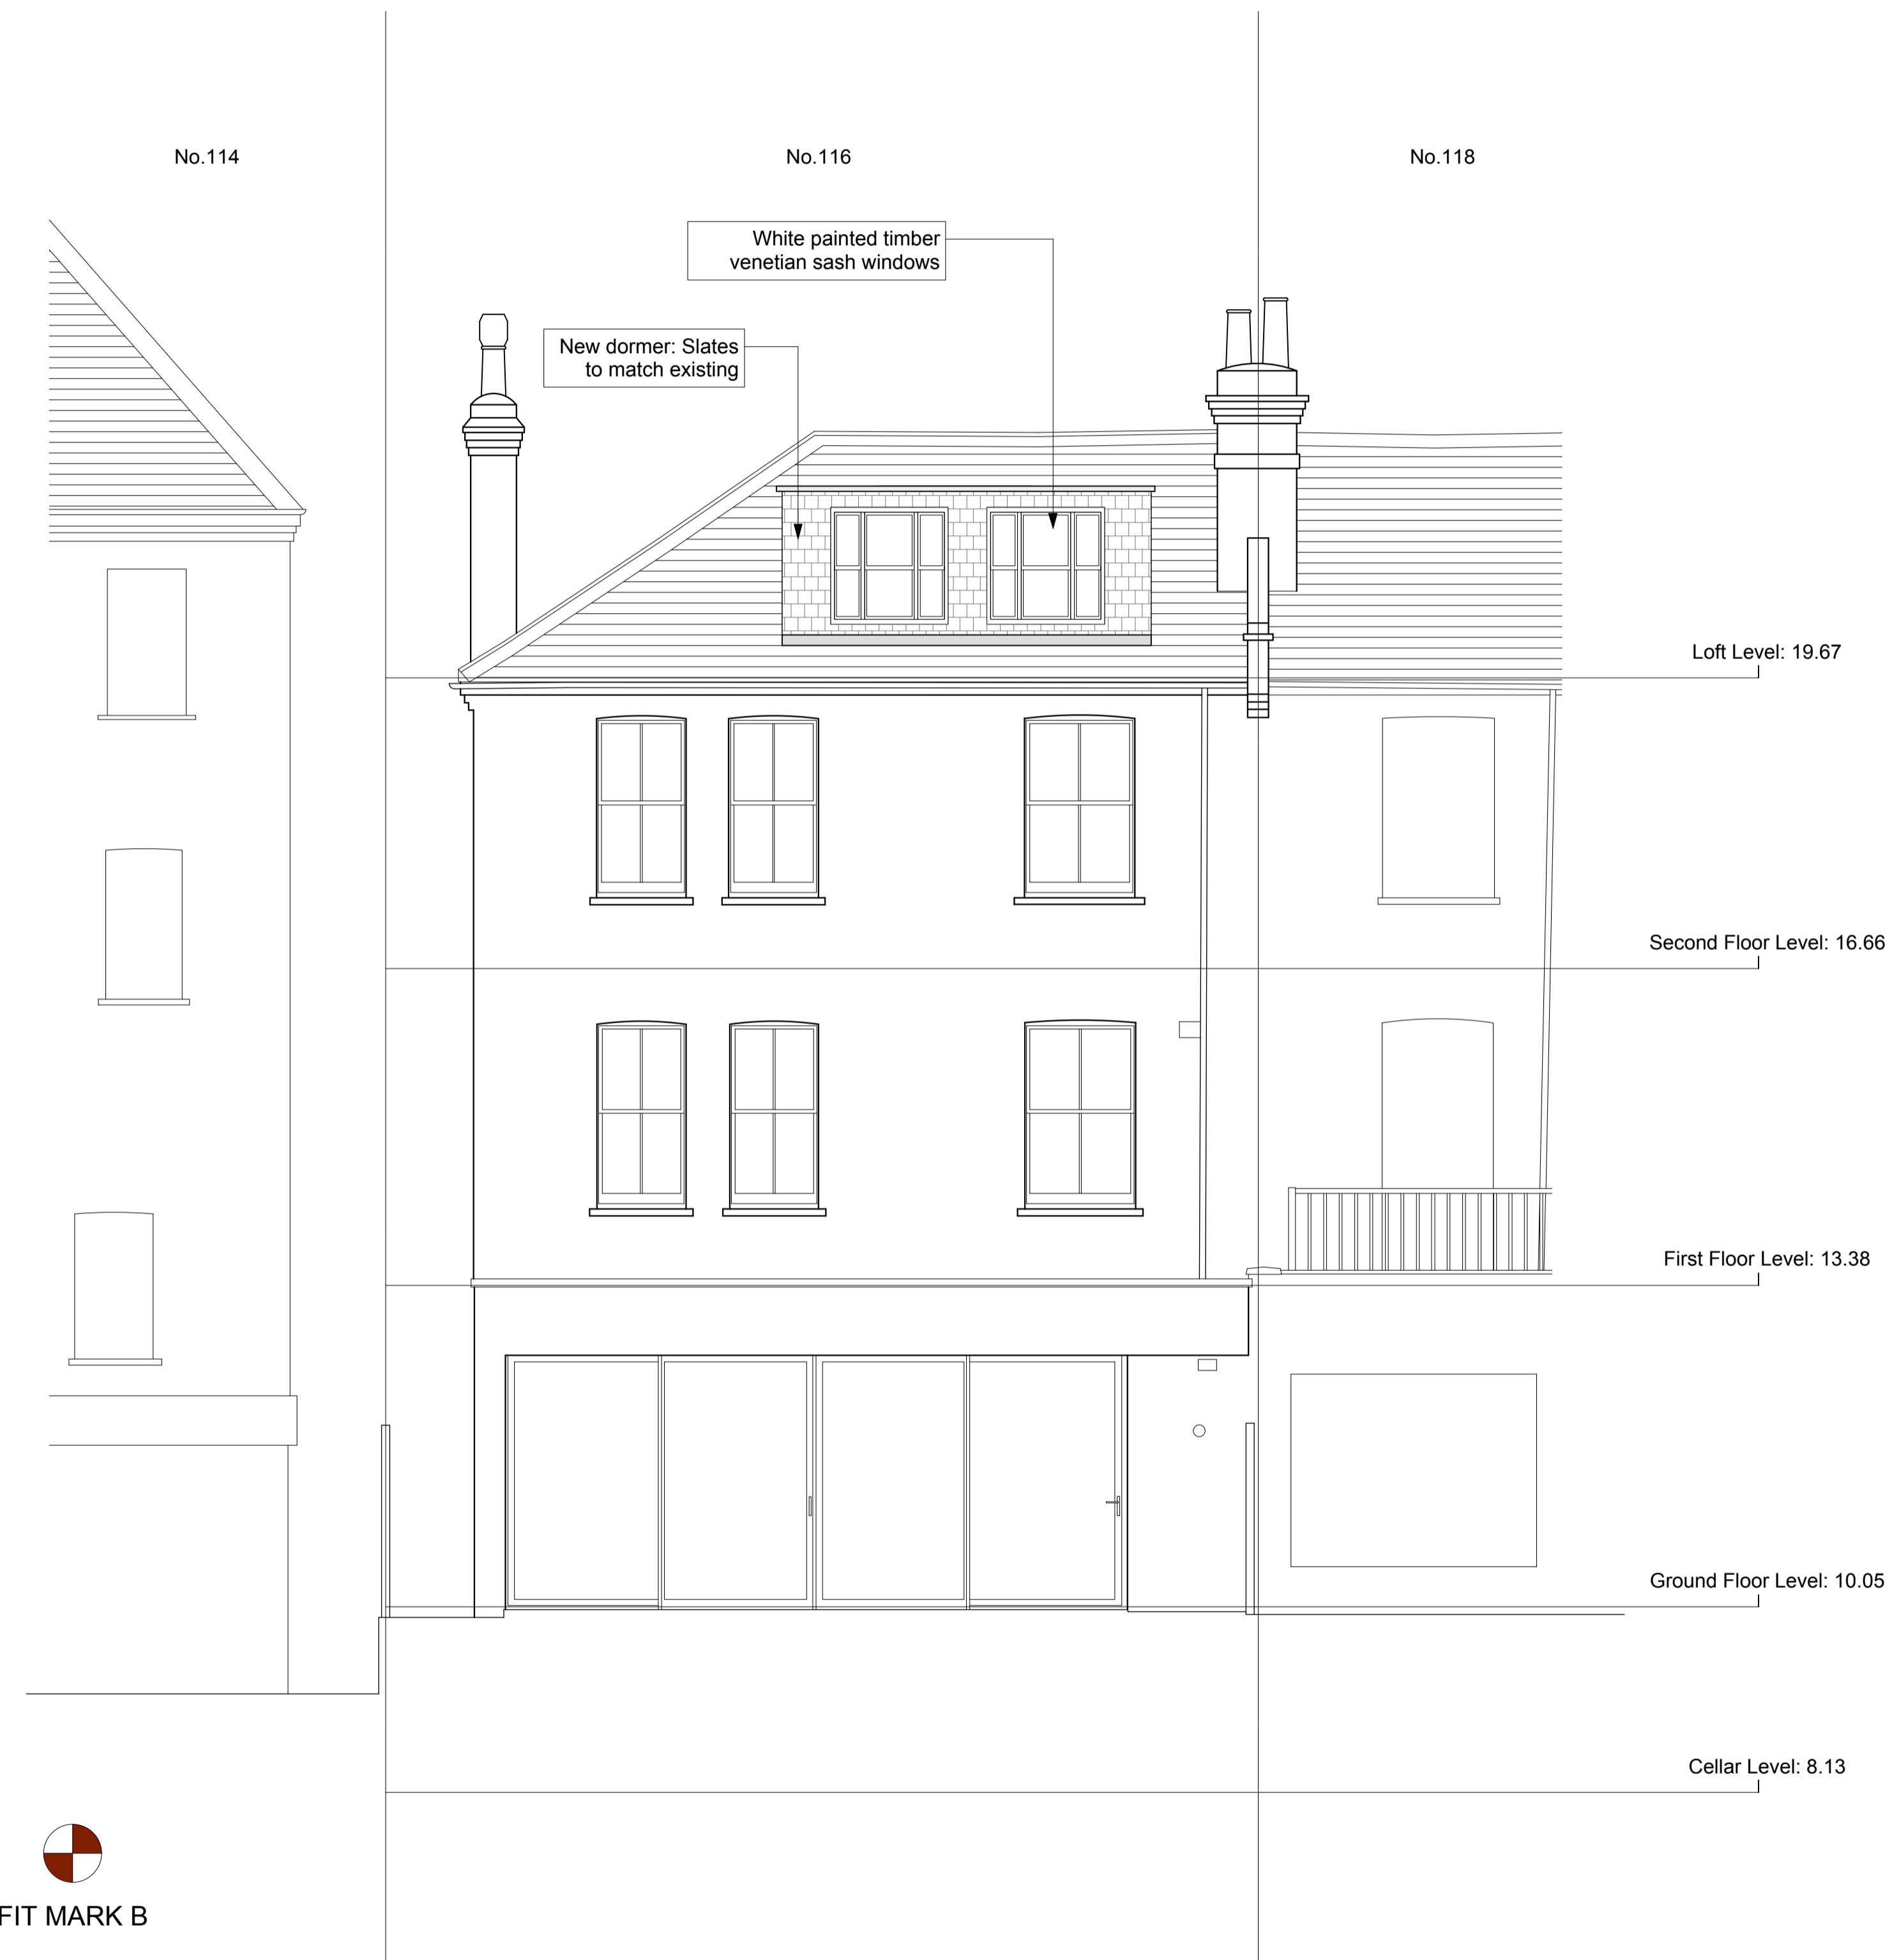 No.114
No.116
No.118
White painted timber
venetian sash windows
New dormer: Slates
to match existing
Loft Level: 19.67
Second Floor Level: 16.66
First Floor Level: 13.38
Ground Floor Level: 10.05
Cellar Level: 8.13
FIT MARK B